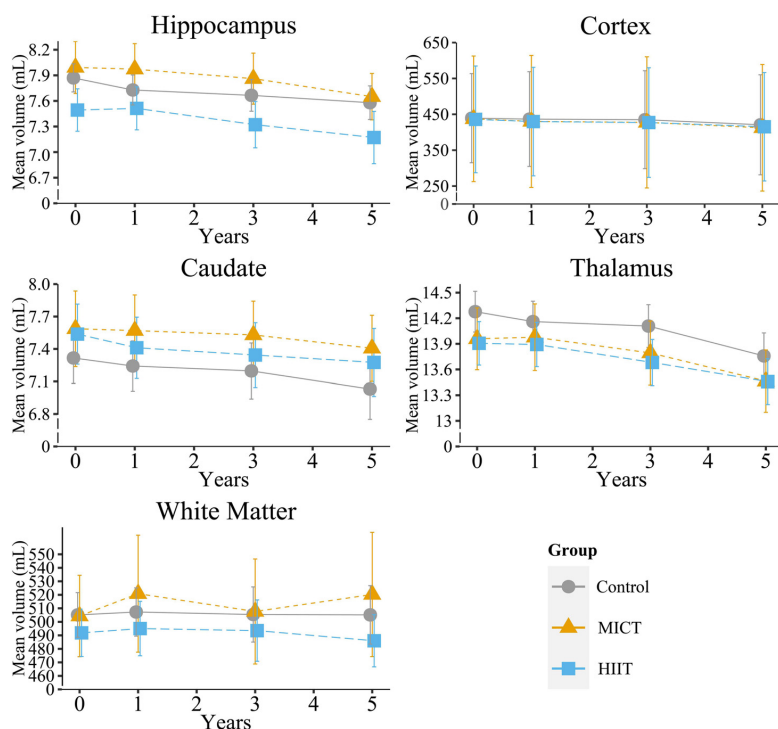 Hippocampus
Mean volume (mL)
8.2
7.9
7.6
7.3
7.0
6.7
0
0 1 2 3 4 5
Years
Cortex
Mean volume (mL)
650
550
450
350
250
0
0 1 2 3 4 5
Years
Caudate
Mean volume (mL)
8.0
7.7
7.4
7.1
6.8
0
0 1 2 3 4 5
Years
Thalamus
Mean volume (mL)
14.5
14.2
13.9
13.6
13.3
13
0
0 1 2 3 4 5
Years
White Matter
Mean volume (mL)
550
540
530
520
510
500
490
480
470
460
0
0 1 2 3 4 5
Years
Group
Control
MICT
HIIT